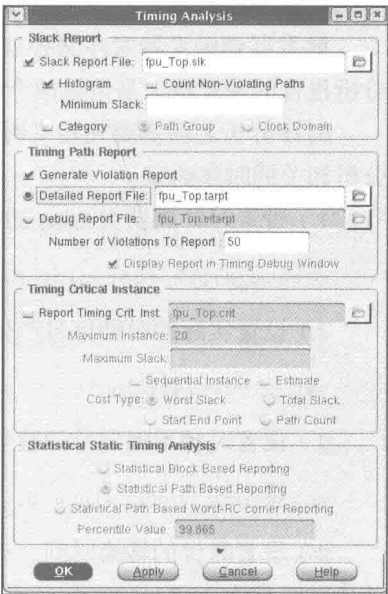 Timing Analysis
Slack Report
Slack Report File: fpu_Top.slk
Histogram Count Non-Violating Paths
Minimum Slack:
Category Path Group Clock Domain
Timing Path Report
Generate Violation Report
Detailed Report File: fpu_Top.tarpt
Debug Report File: fpu_Top.mtarpt
Number of Violations To Report : 50
Display Report in Timing Debug Window
Timing Critical Instance
Report Timing Crit. Inst. fpu_Top.crit
Maximum Instance: 20
Maximum Slack:
Sequential Instance Estimate
Cost Type: Worst Slack Total Slack
Start End Point Path Count
Statistical Static Timing Analysis
Statistical Block Based Reporting
Statistical Path Based Reporting
Statistical Path Based Worst-RC corner Reporting
Percentile Value: 99.865
OK Apply Cancel Help